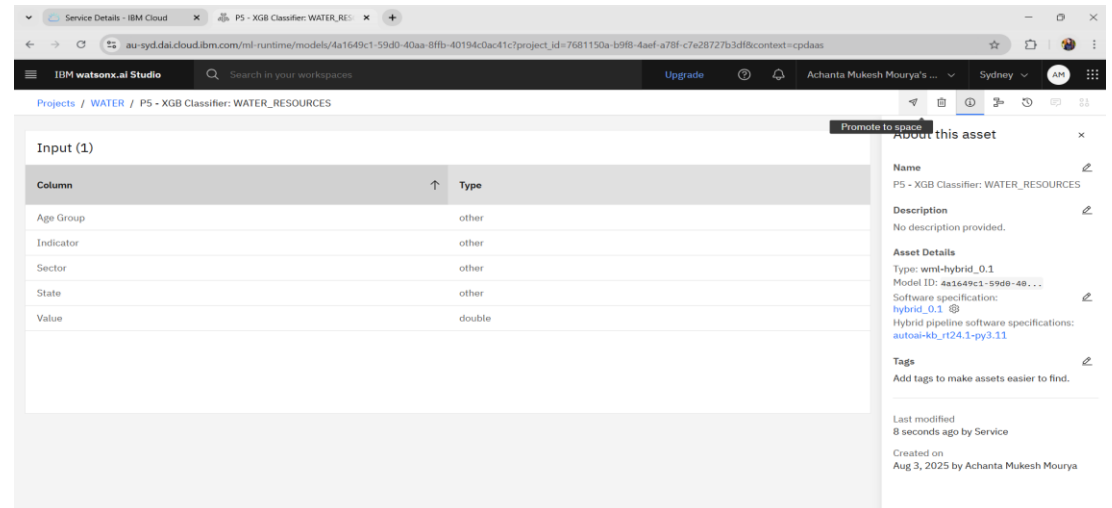 Service Details - IBM Cloud
P5 - XGB Classifier: WATER_RES
au-syd.dai.cloud.ibm.com/ml-runtime/models/4a1649c1-59d0-40aa-8ffb-40194c0ac41c?project_id=7681150a-b9f8-4aef-a78f-c7e28727b3df&context=cpdaas
IBM watsonx.ai Studio
Search in your workspaces
Upgrade
Achanta Mukesh Mourya's ...
Sydney
AM
Projects / WATER / P5 - XGB Classifier: WATER_RESOURCES
Promote to space
Input (1)
Column Type
Age Group other
Indicator other
Sector other
State other
Value double
About this asset
Name
P5 - XGB Classifier: WATER_RESOURCES
Description
No description provided.
Asset Details
Type: wml-hybrid_0.1
Model ID: 4a1649c1-59d0-40...
Software specification:
hybrid_0.1
Hybrid pipeline software specifications:
autoai-kb_rt24.1-py3.11
Tags
Add tags to make assets easier to find.
Last modified
8 seconds ago by Service
Created on
Aug 3, 2025 by Achanta Mukesh Mourya